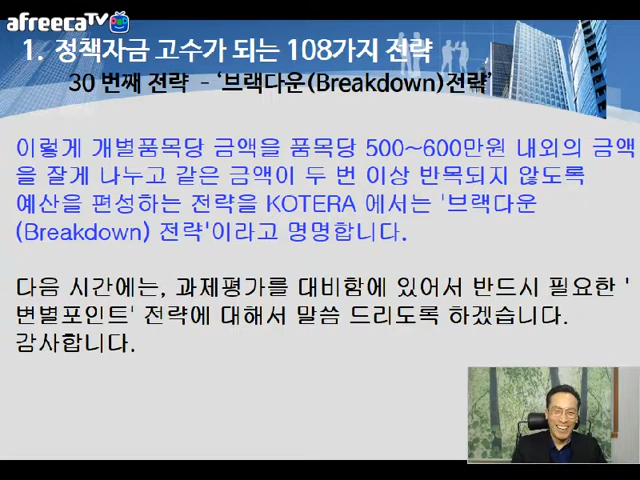 afreecaTV
1. 정책자금 고수가 되는 108가지 전략
30 번째 전략 - ‘브랙다운(Breakdown)전략’
이렇게 개별품목당 금액을 품목당 500~600만원 내외의 금액
을 잘게 나누고 같은 금액이 두 번 이상 반목되지 않도록
예산을 편성하는 전략을 KOTERA 에서는 '브랙다운
(Breakdown) 전략'이라고 명명합니다.
다음 시간에는, 과제평가를 대비함에 있어서 반드시 필요한 '
변별포인트' 전략에 대해서 말씀 드리도록 하겠습니다.
감사합니다.